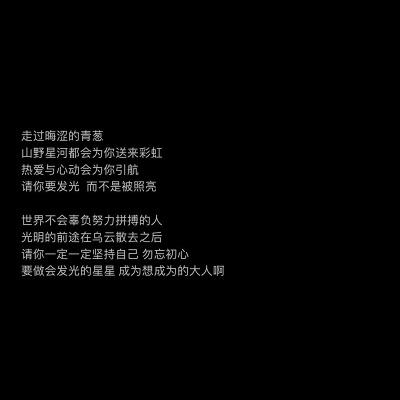 走过晦涩的青葱
山野星河都会为你送来彩虹
热爱与心动会为你引航
请你要发光 而不是被照亮
世界不会辜负努力拼搏的人
光明的前途在乌云散去之后
请你一定一定坚持自己 勿忘初心
要做会发光的星星 成为想成为的大人啊